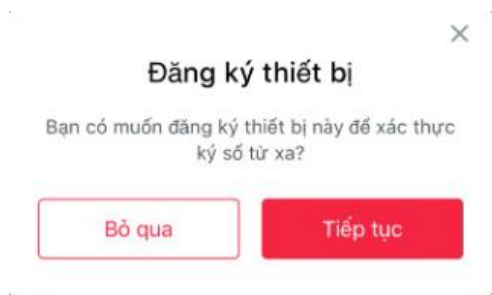 Đăng ký thiết bị
Bạn có muốn đăng ký thiết bị này để xác thực
ký số từ xa?
Bỏ qua
Tiếp tục